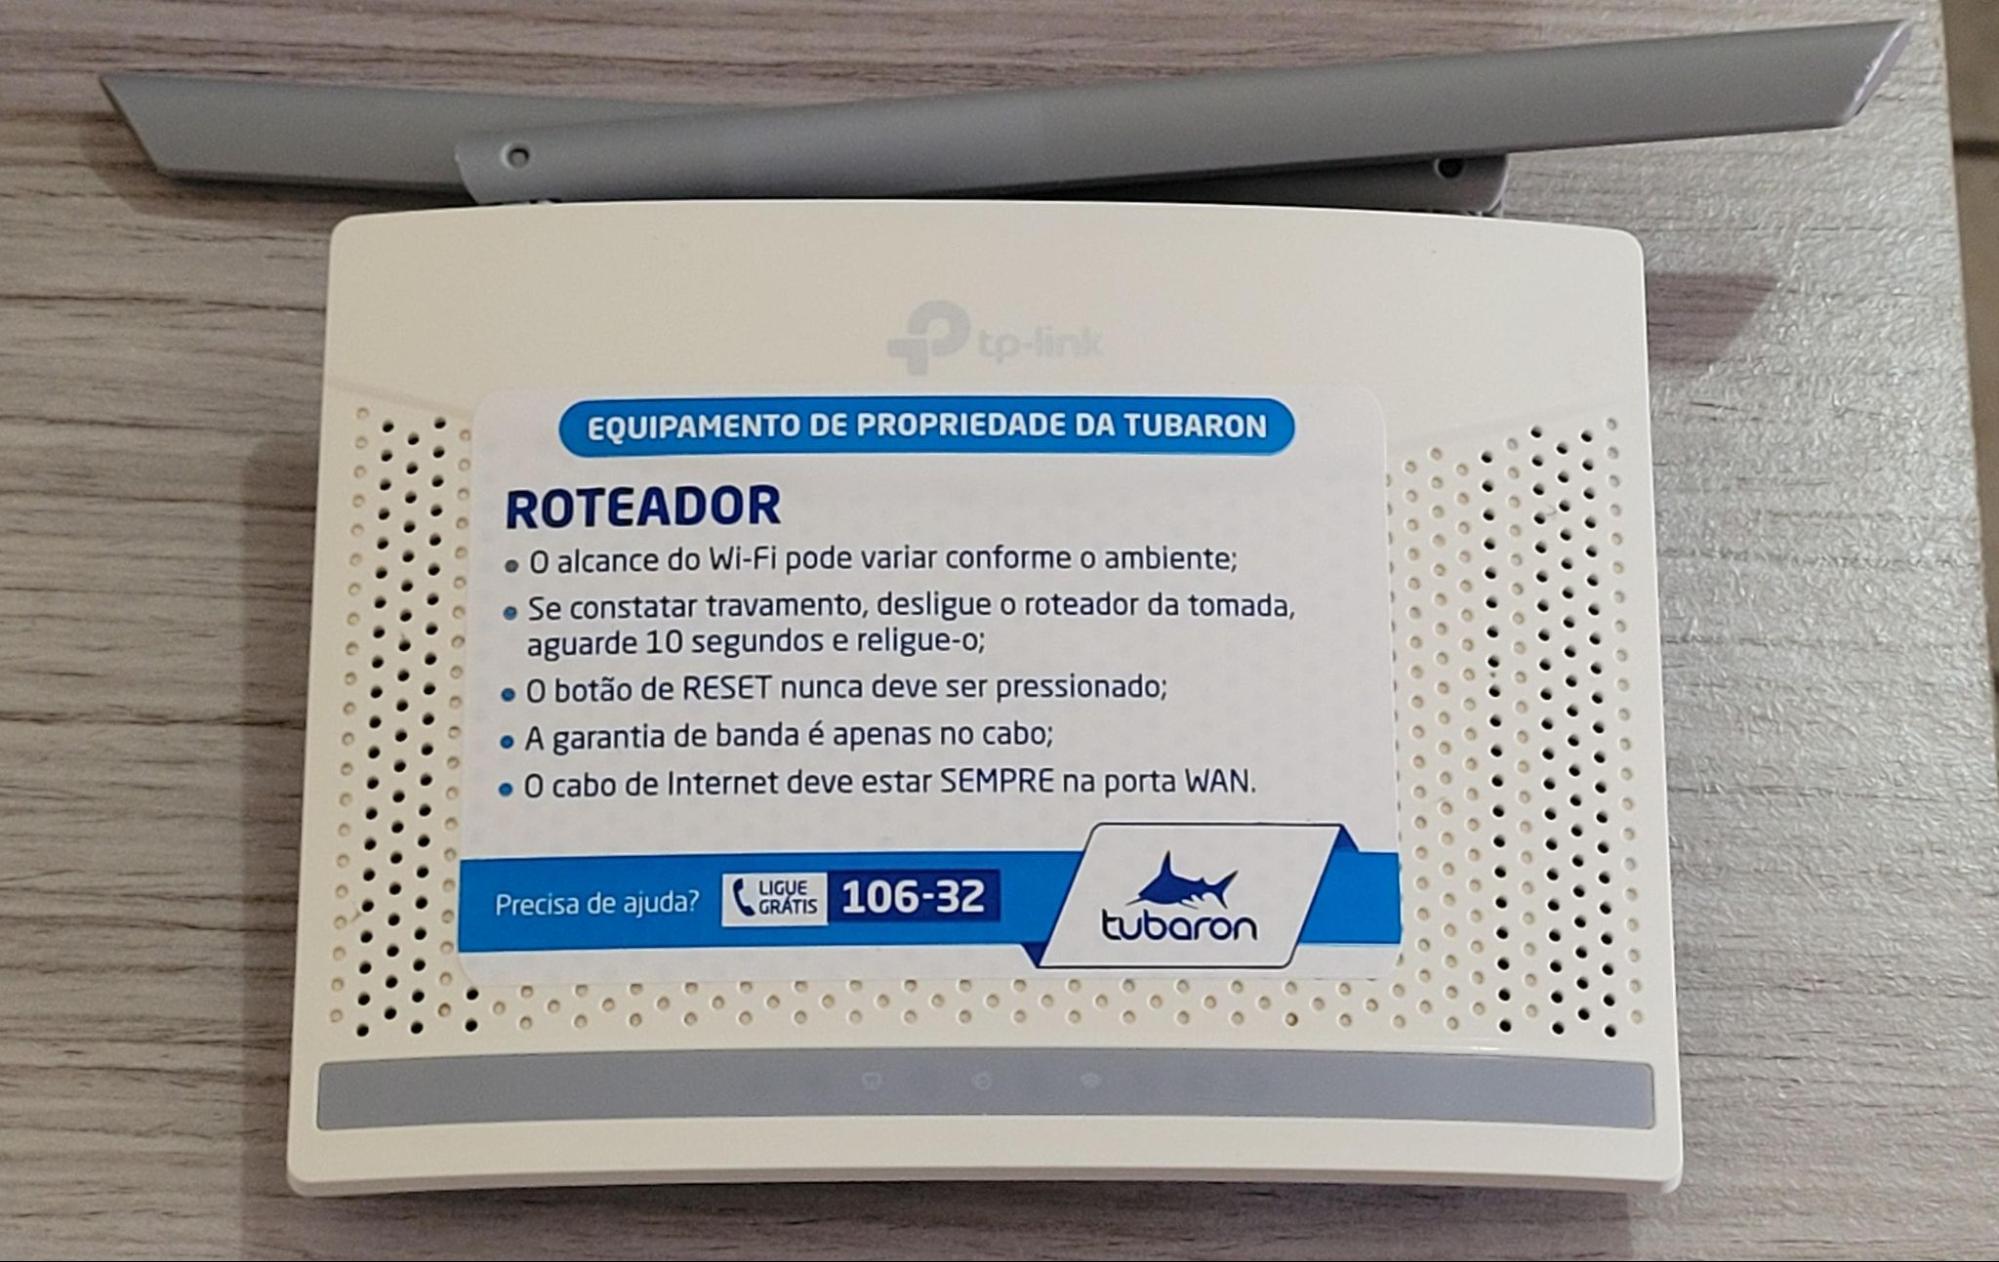 tp-link
EQUIPAMENTO DE PROPRIEDADE DA TUBARON
ROTEADOR
• O alcance do Wi-Fi pode variar conforme o ambiente;
• Se constatar travamento, desligue o roteador da tomada,
aguarde 10 segundos e religue-o;
• O botão de RESET nunca deve ser pressionado;
• A garantia de banda é apenas no cabo;
• O cabo de Internet deve estar SEMPRE na porta WAN.
Precisa de ajuda?
LIGUE
GRÁTIS
106-32
tubaron